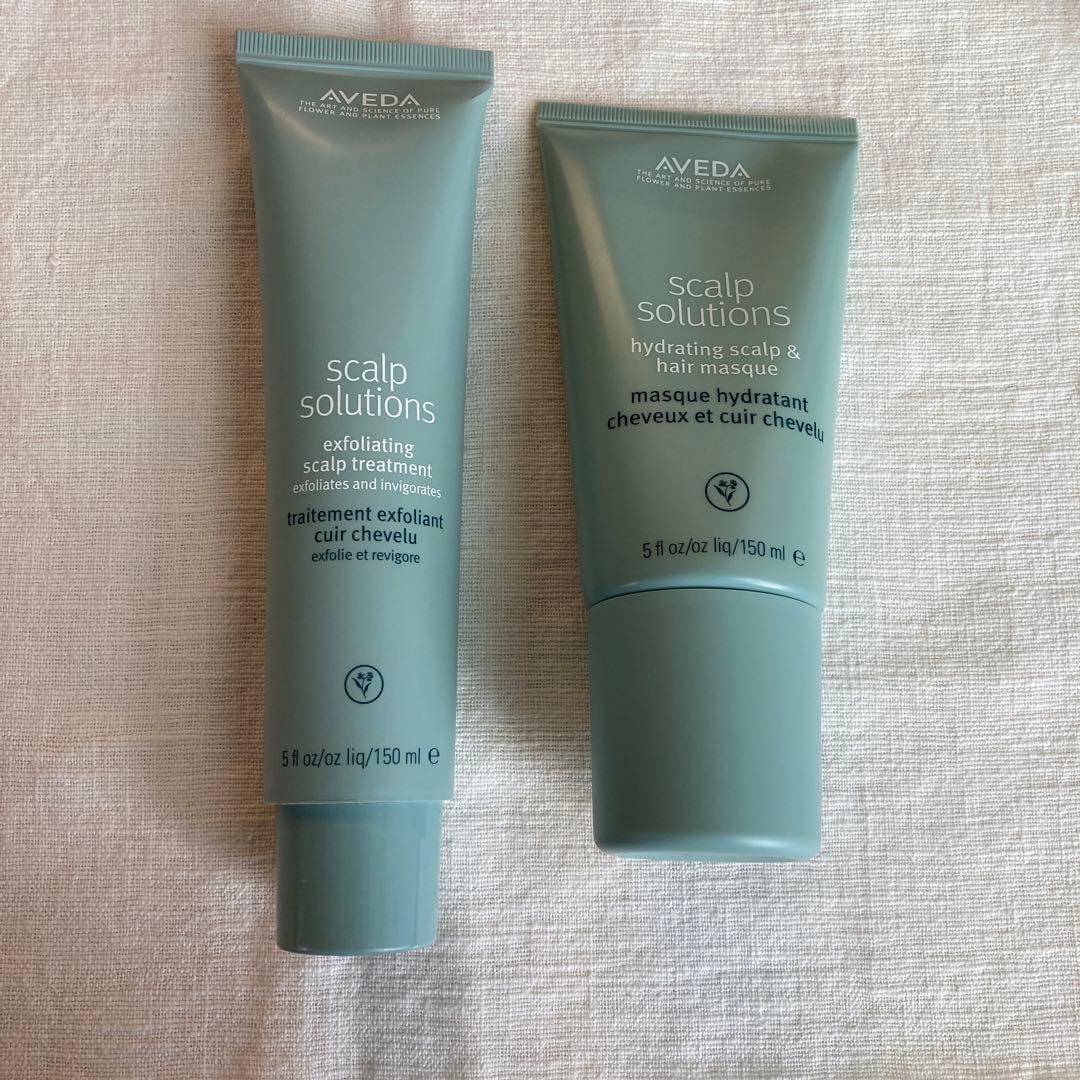 AVEDA
THE ART AND SCIENCE OF PURE
FLOWER AND PLANT ESSENCES
scalp
solutions
exfoliating
scalp treatment
exfoliates and invigorates
traitement exfoliant
cuir chevelu
exfolie et revigore
5 fl oz/oz liq/150 ml ℮
AVEDA
THE ART AND SCIENCE OF PURE
FLOWER AND PLANT ESSENCES
scalp
solutions
hydrating scalp &
hair masque
masque hydratant
cheveux et cuir chevelu
5 fl oz/oz liq/150 ml ℮